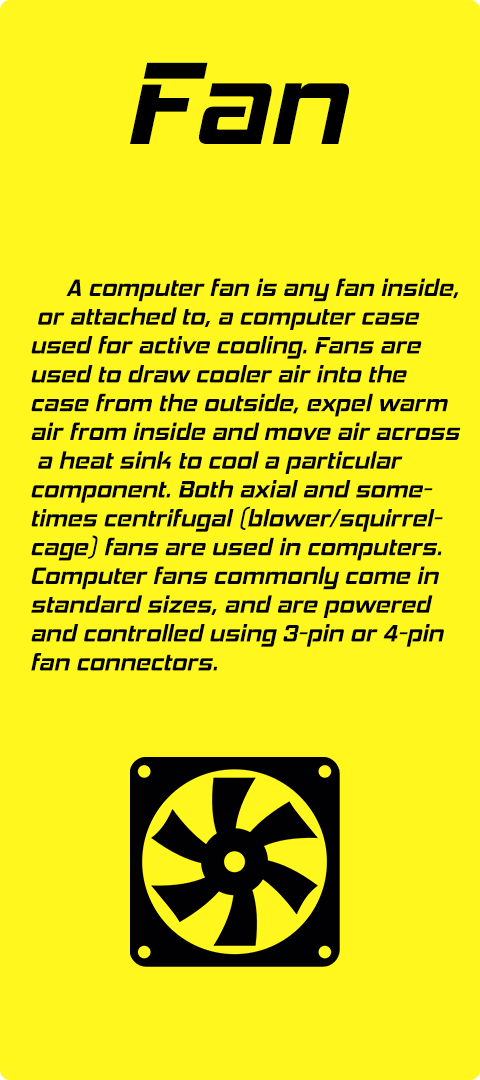 Fan
A computer fan is any fan inside,
or attached to, a computer case
used for active cooling. Fans are
used to draw cooler air into the
case from the outside, expel warm
air from inside and move air across
a heat sink to cool a particular
component. Both axial and some-
times centrifugal (blower/squirrel-
cage) fans are used in computers.
Computer fans commonly come in
standard sizes, and are powered
and controlled using 3-pin or 4-pin
fan connectors.